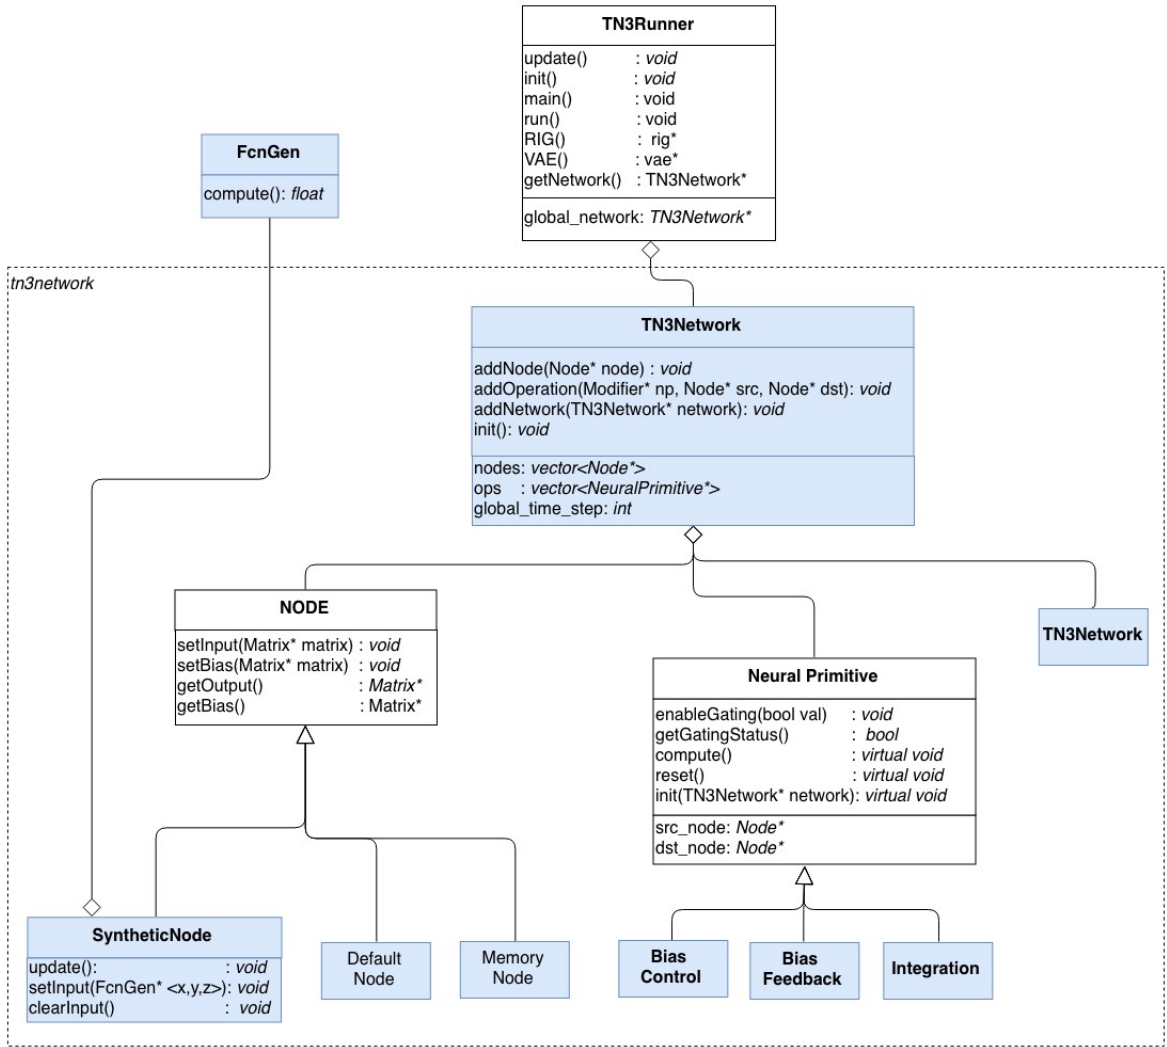 TN3Runner
update() : void
init() : void
main() : void
run() : void
RIG() : rig*
VAE() : vae*
getNetwork() : TN3Network*
global_network: TN3Network*
FcnGen
compute(): float
tn3network
TN3Network
addNode(Node* node) : void
addOperation(Modifier* np, Node* src, Node* dst): void
addNetwork(TN3Network* network): void
init(): void
nodes: vector<Node*>
ops : vector<NeuralPrimitive*>
global_time_step: int
NODE
setInput(Matrix* matrix) : void
setBias(Matrix* matrix) : void
getOutput() : Matrix*
getBias() : Matrix*
TN3Network
Neural Primitive
enableGating(bool val) : void
getGatingStatus() : bool
compute() : virtual void
reset() : virtual void
init(TN3Network* network): virtual void
src_node: Node*
dst_node: Node*
SyntheticNode
update(): : void
setInput(FcnGen* <x,y,z>): void
clearInput() : void
Default
Node
Memory
Node
Bias
Control
Bias
Feedback
Integration